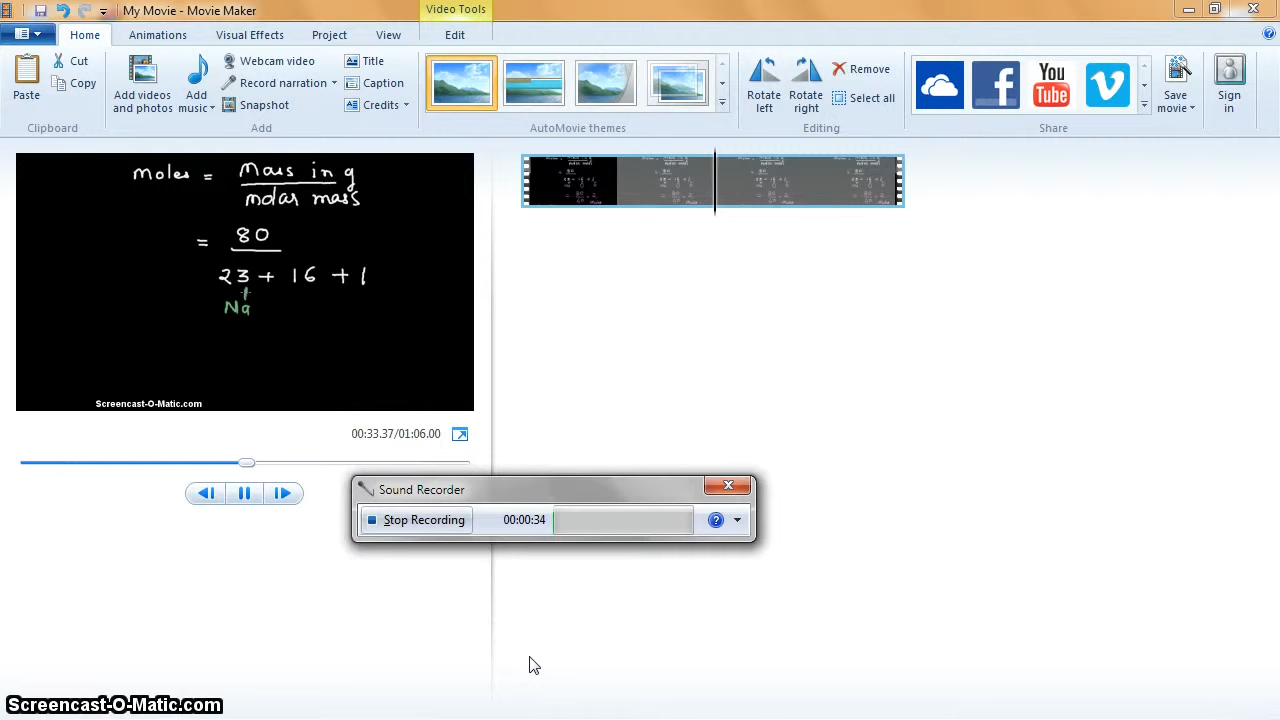 My Movie - Movie Maker
Video Tools
Home
Animations
Visual Effects
Project
View
Edit
Paste
Cut
Copy
Clipboard
Add videos and photos
Add music
Webcam video
Record narration
Snapshot
Title
Caption
Credits
Add
AutoMovie themes
Rotate left
Rotate right
Remove
Select all
Editing
You Tube
Share
Save movie
Sign in
moles = Mass in g
molar mass
= 80
23 + 16 + 1
Na
Screencast-O-Matic.com
00:33.37/01:06.00
Sound Recorder
Stop Recording
00:00:34
Screencast-O-Matic.com